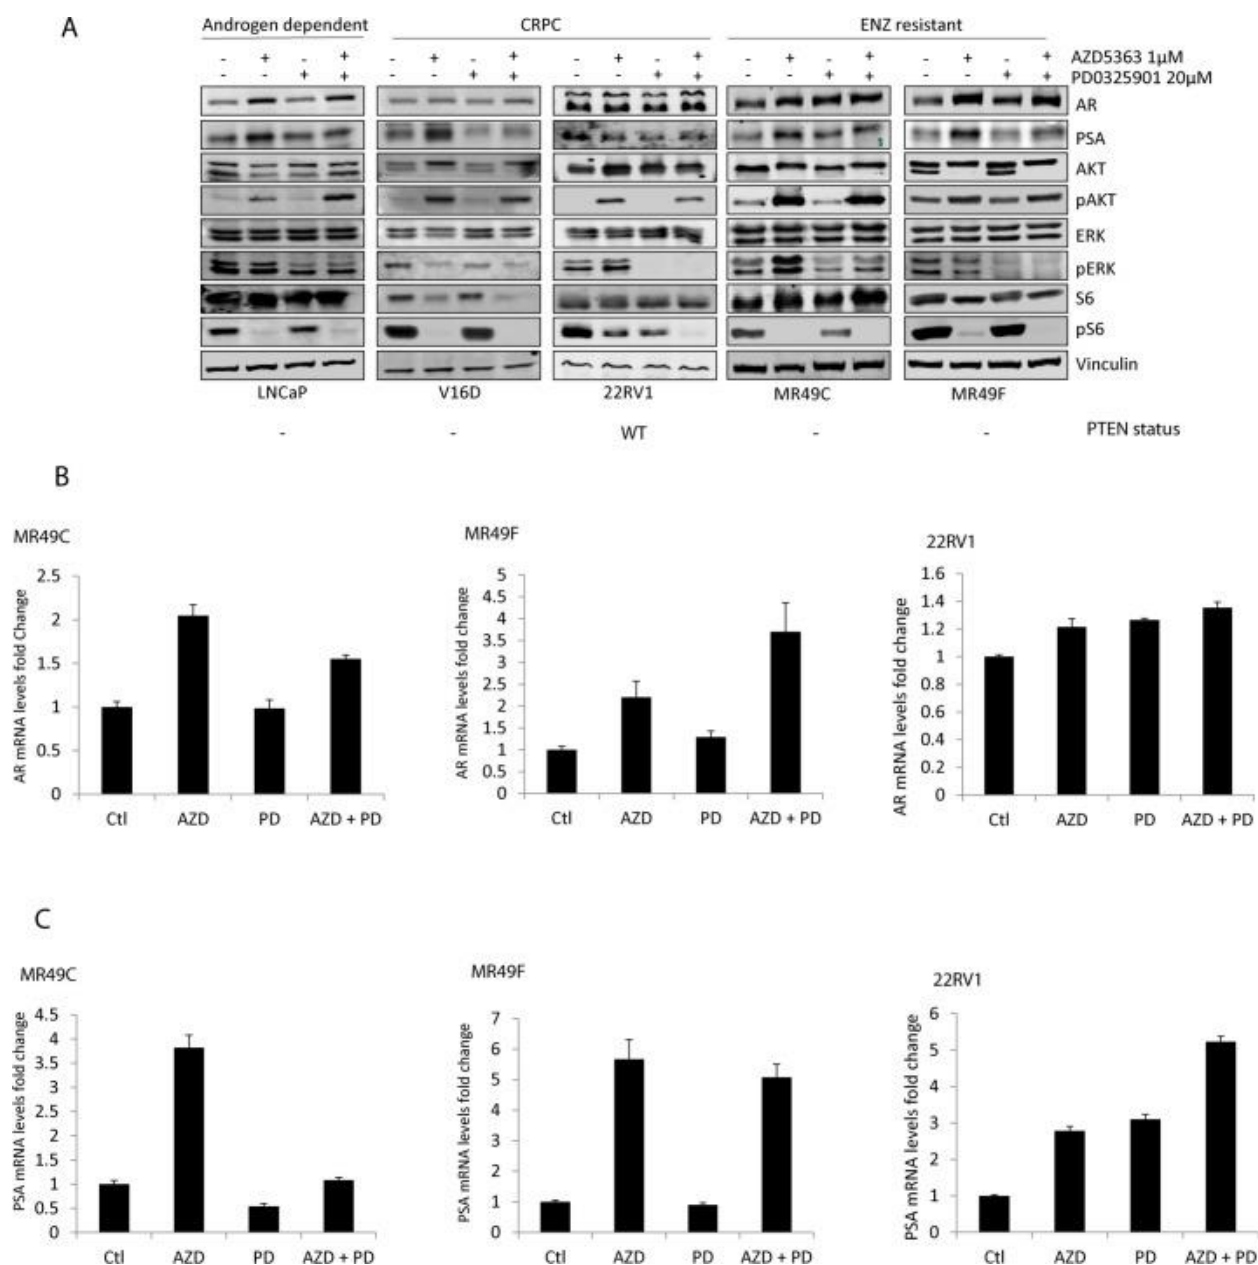 A
Androgen dependent CRPC ENZ resistant
- + - + - + - + - + - + - + - + - + - + AZD5363 1µM
- - + + - - + + - - + + - - + + - - + + PD0325901 20µM
AR
PSA
AKT
pAKT
ERK
pERK
S6
pS6
Vinculin
LNCaP V16D 22RV1 MR49C MR49F
- - WT - - PTEN status
B
MR49C
AR mRNA levels fold Change
2.5
2
1.5
1
0.5
0
Ctl AZD PD AZD + PD
MR49F
AR mRNA levels fold change
5
4.5
4
3.5
3
2.5
2
1.5
1
0.5
0
Ctl AZD PD AZD + PD
22RV1
AR mRNA levels fold change
1.6
1.4
1.2
1
0.8
0.6
0.4
0.2
0
Ctl AZD PD AZD + PD
C
MR49C
PSA mRNA levels fold change
4.5
4
3.5
3
2.5
2
1.5
1
0.5
0
Ctl AZD PD AZD + PD
MR49F
PSA mRNA levels fold change
7
6
5
4
3
2
1
0
Ctl AZD PD AZD + PD
22RV1
PSA mRNA levels fold change
6
5
4
3
2
1
0
Ctl AZD PD AZD + PD